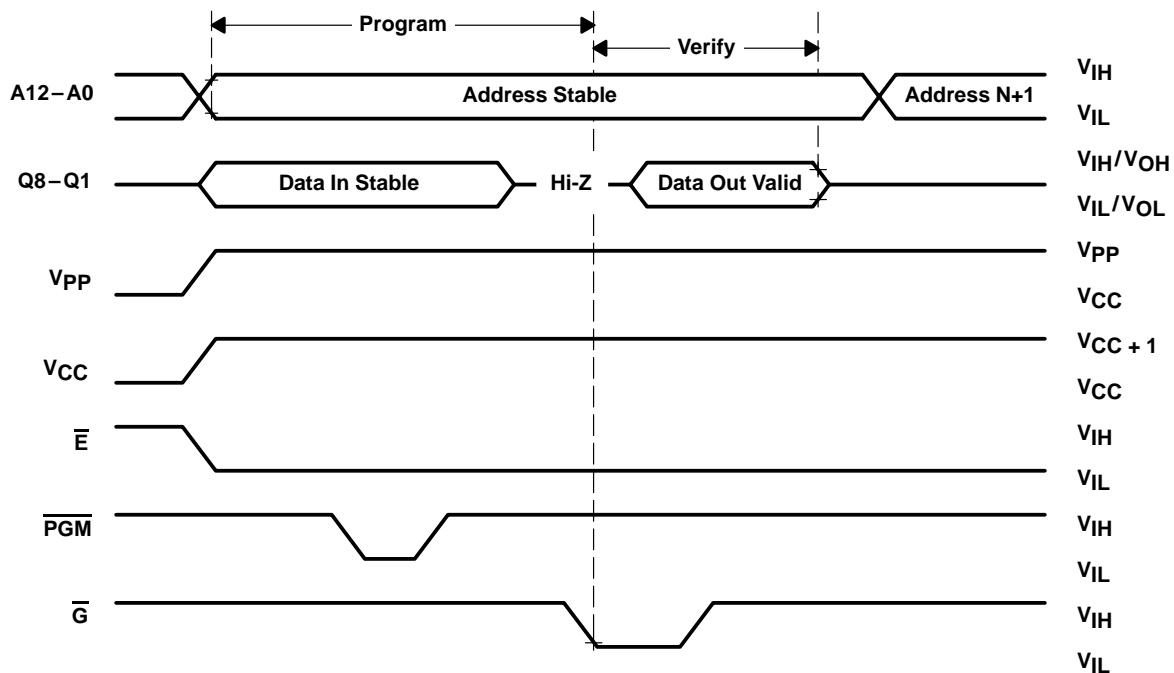 Program
Verify
A12–A0
Address Stable
Address N+1
VIH
VIL
Q8–Q1
Data In Stable
Hi-Z
Data Out Valid
VIH/VOH
VIL/VOL
VPP
VPP
VCC
VCC
VCC + 1
VCC
E
VIH
VIL
PGM
VIH
VIL
G
VIH
VIL